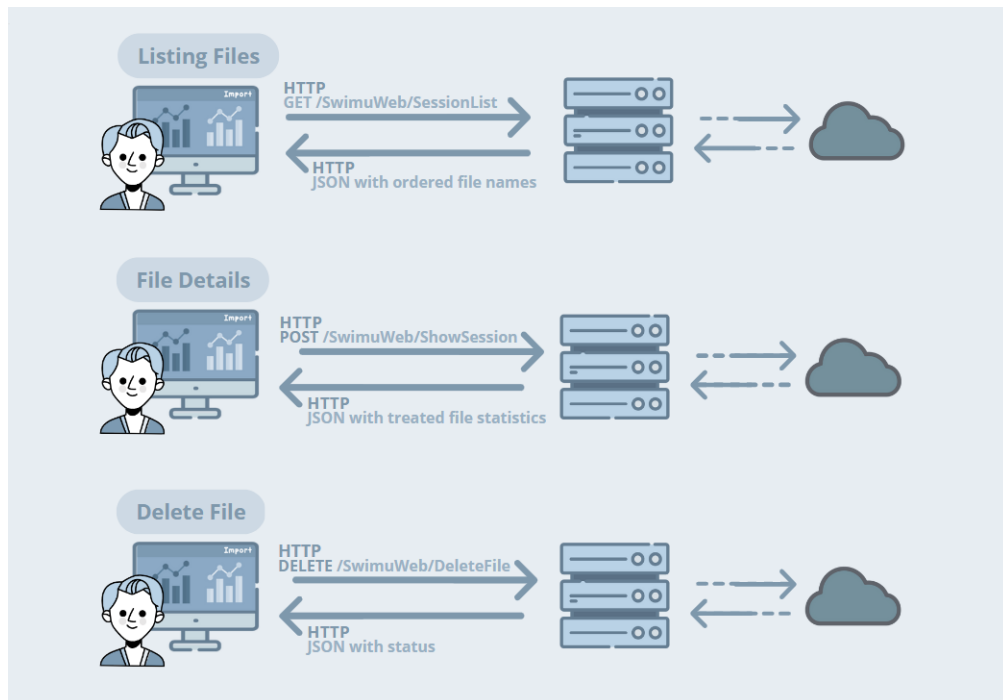 Listing Files
Import
HTTP
GET /SwimuWeb/SessionList
HTTP
JSON with ordered file names
File Details
Import
HTTP
POST /SwimuWeb/ShowSession
HTTP
JSON with treated file statistics
Delete File
Import
HTTP
DELETE /SwimuWeb/DeleteFile
HTTP
JSON with status